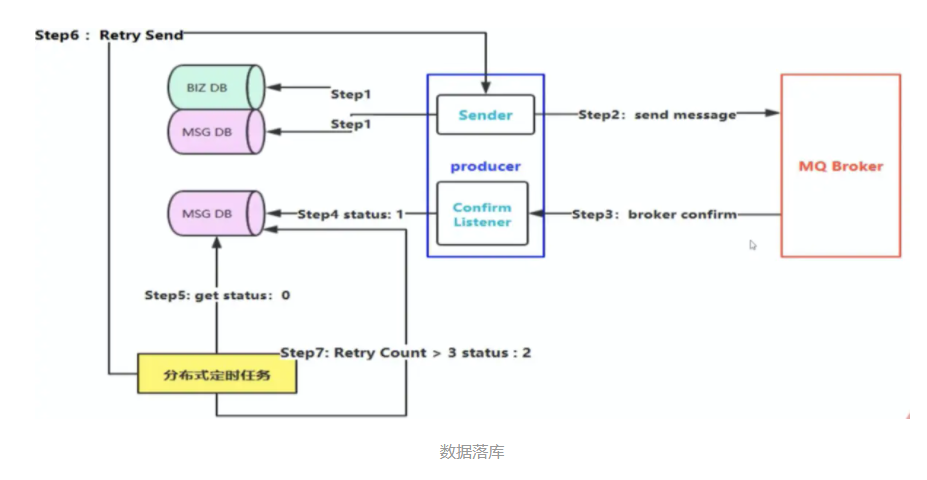 Step6： Retry Send
BIZ DB
Step1
MSG DB
Step1
Sender
Step2：send message
producer
MQ Broker
MSG DB
Step4 status: 1
Confirm
Listener
Step3：broker confirm
Step5: get status：0
Step7: Retry Count > 3 status : 2
分布式定时任务
数据落库